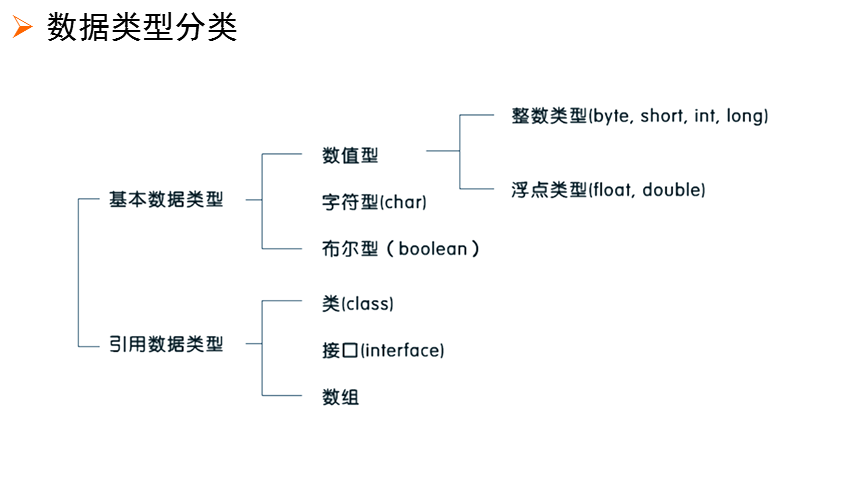 数据类型分类
整数类型(byte, short, int, long)
数值型
浮点类型(float, double)
基本数据类型
字符型(char)
布尔型（boolean）
类(class)
引用数据类型
接口(interface)
数组